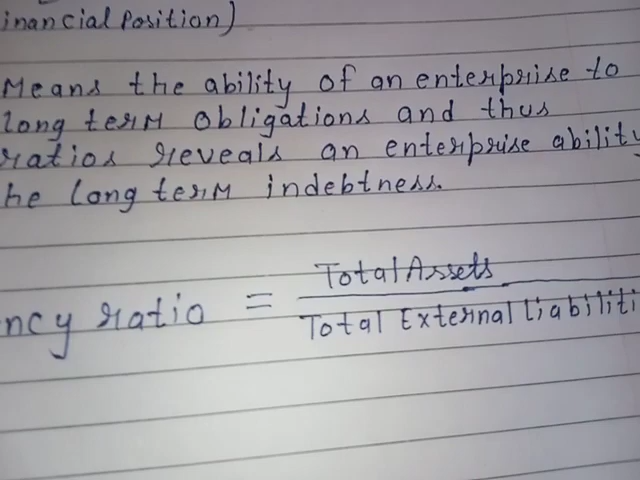 inancial Position)
Means the ability of an enterprise to
long term obligations and thus
ratios reveals an enterprise ability
he long term indebtness.
Total Assets
ncy ratio =
Total External Liabiliti